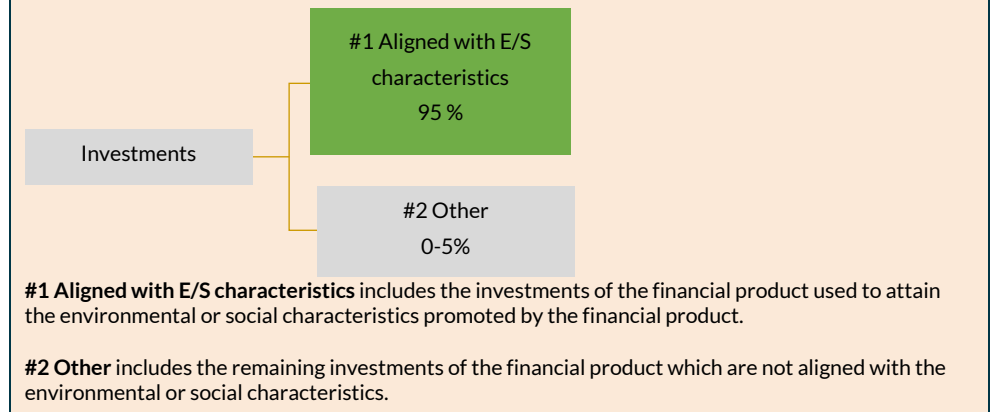 #1 Aligned with E/S
characteristics
95 %
Investments
#2 Other
0-5%
#1 Aligned with E/S characteristics includes the investments of the financial product used to attain
the environmental or social characteristics promoted by the financial product.
#2 Other includes the remaining investments of the financial product which are not aligned with the
environmental or social characteristics.